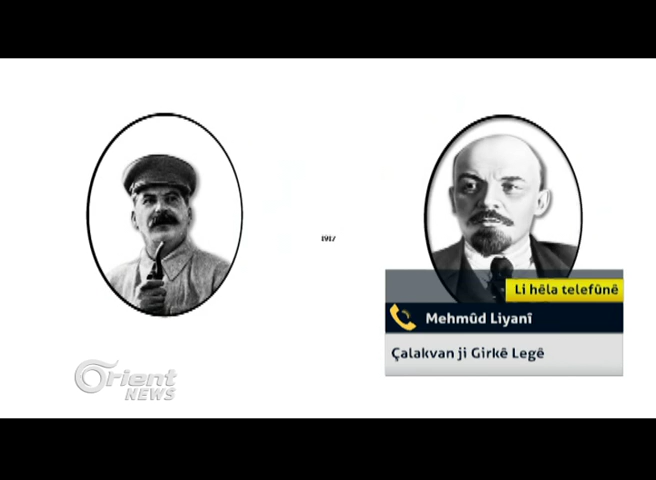 1917
Li hêla telefûnê
Mehmûd Liyanî
Çalakvan ji Girkê Legê
Orient
NEWS